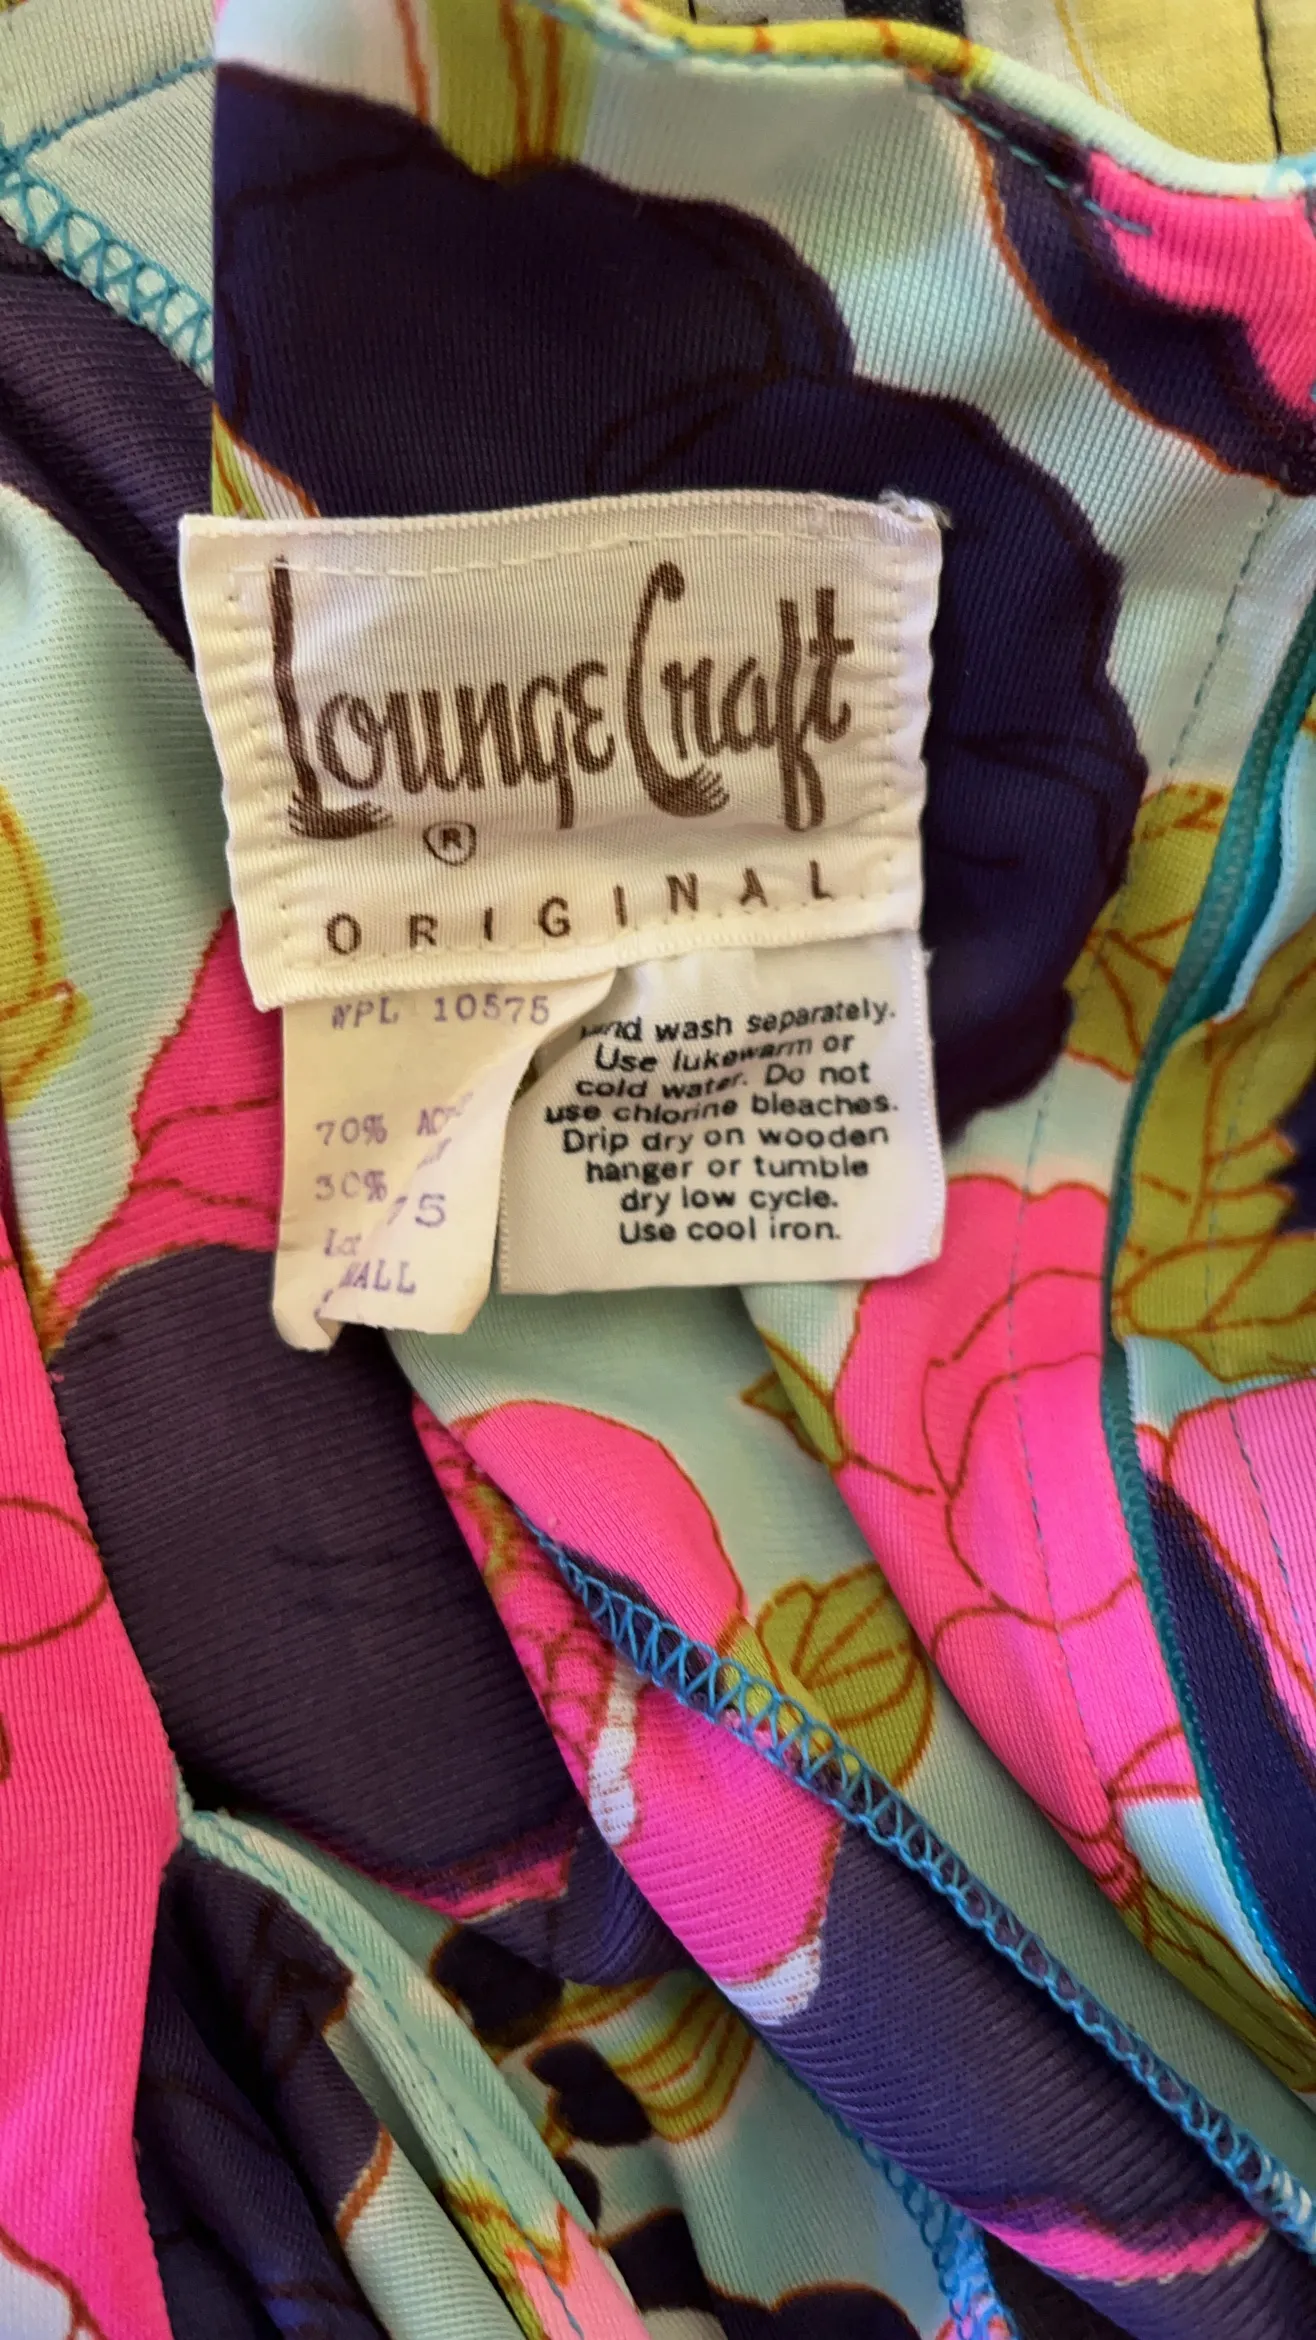 LoungeCraft
®
ORIGINAL
WPL 10575
70%
30%
75
wash separately.
Use lukewarm or
cold water. Do not
use chlorine bleaches.
Drip dry on wooden
hanger or tumble
dry low cycle.
Use cool iron.